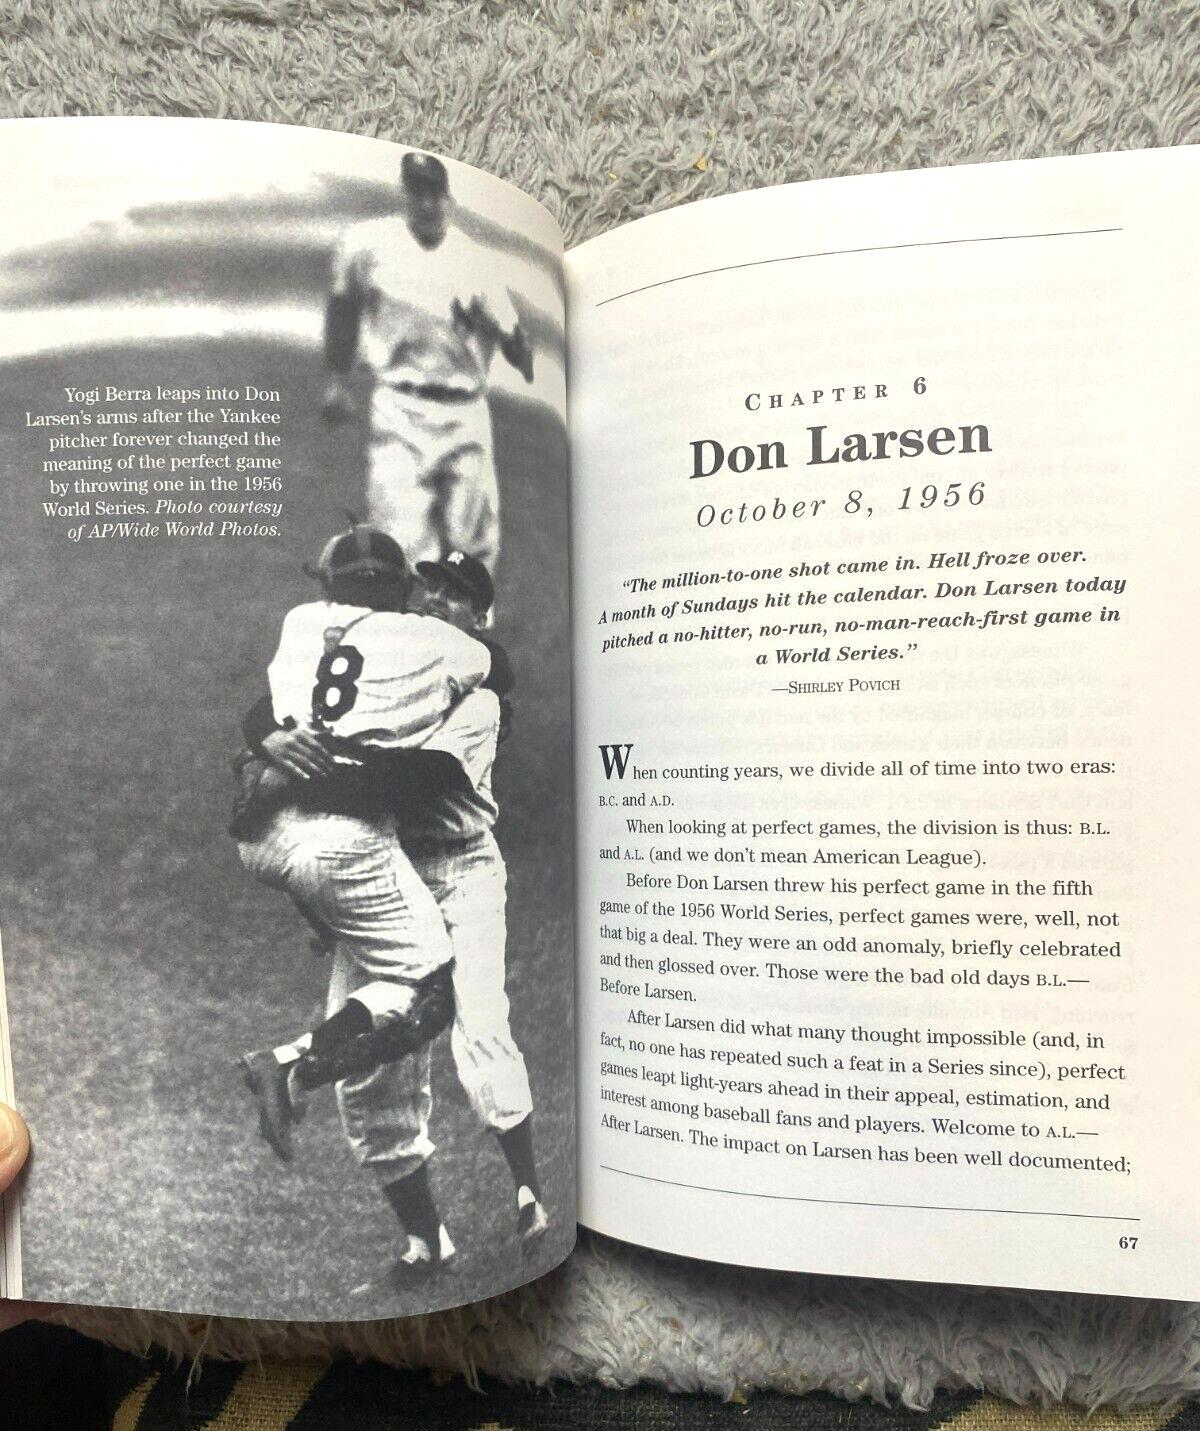 Yogi Berra leaps into Don
Larsen's arms after the Yankee
pitcher forever changed the
meaning of the perfect game
by throwing one in the 1956
World Series. Photo courtesy
of AP/Wide World Photos.
8
CHAPTER 6
Don Larsen
October 8, 1956
"The million-to-one shot came in. Hell froze over.
A month of Sundays hit the calendar. Don Larsen today
pitched a no-hitter, no-run, no-man-reach-first game in
a World Series."
—SHIRLEY POVICH
When counting years, we divide all of time into two eras:
B.C. and A.D.
When looking at perfect games, the division is thus: B.L.
and A.L. (and we don't mean American League).
Before Don Larsen threw his perfect game in the fifth
game of the 1956 World Series, perfect games were, well, not
that big a deal. They were an odd anomaly, briefly celebrated
and then glossed over. Those were the bad old days B.L.—
Before Larsen.
After Larsen did what many thought impossible (and, in
fact, no one has repeated such a feat in a Series since), perfect
games leapt light-years ahead in their appeal, estimation, and
interest among baseball fans and players. Welcome to A.L.—
After Larsen. The impact on Larsen has been well documented;
67